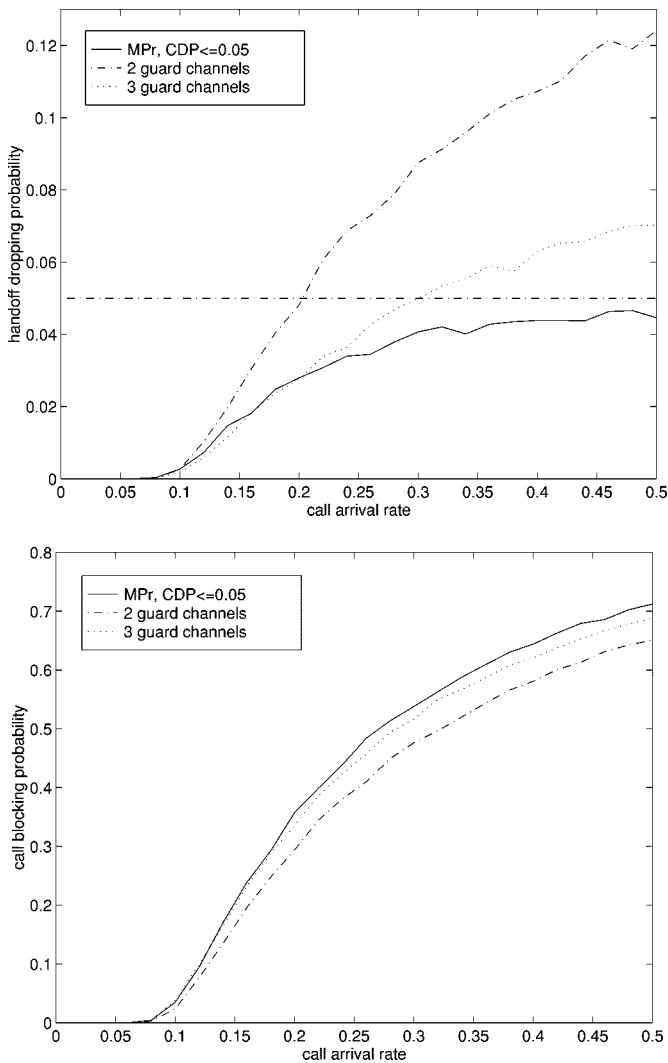 0.12
0.1
0.08
0.06
0.04
0.02
0
handoff dropping probability
MPr, CDP<=0.05
2 guard channels
3 guard channels
0 0.05 0.1 0.15 0.2 0.25 0.3 0.35 0.4 0.45 0.5
call arrival rate
0.8
0.7
0.6
0.5
0.4
0.3
0.2
0.1
0
call blocking probability
MPr, CDP<=0.05
2 guard channels
3 guard channels
0 0.05 0.1 0.15 0.2 0.25 0.3 0.35 0.4 0.45 0.5
call arrival rate